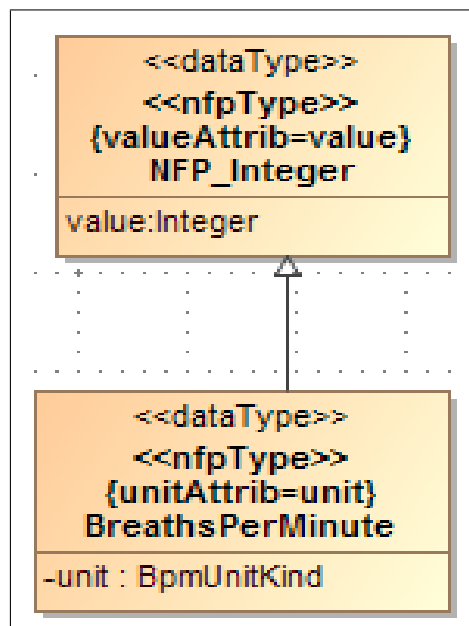 <<dataType>>
<<nfpType>>
{valueAttrib=value}
NFP_Integer
value:Integer
<<dataType>>
<<nfpType>>
{unitAttrib=unit}
BreathsPerMinute
-unit : BpmUnitKind